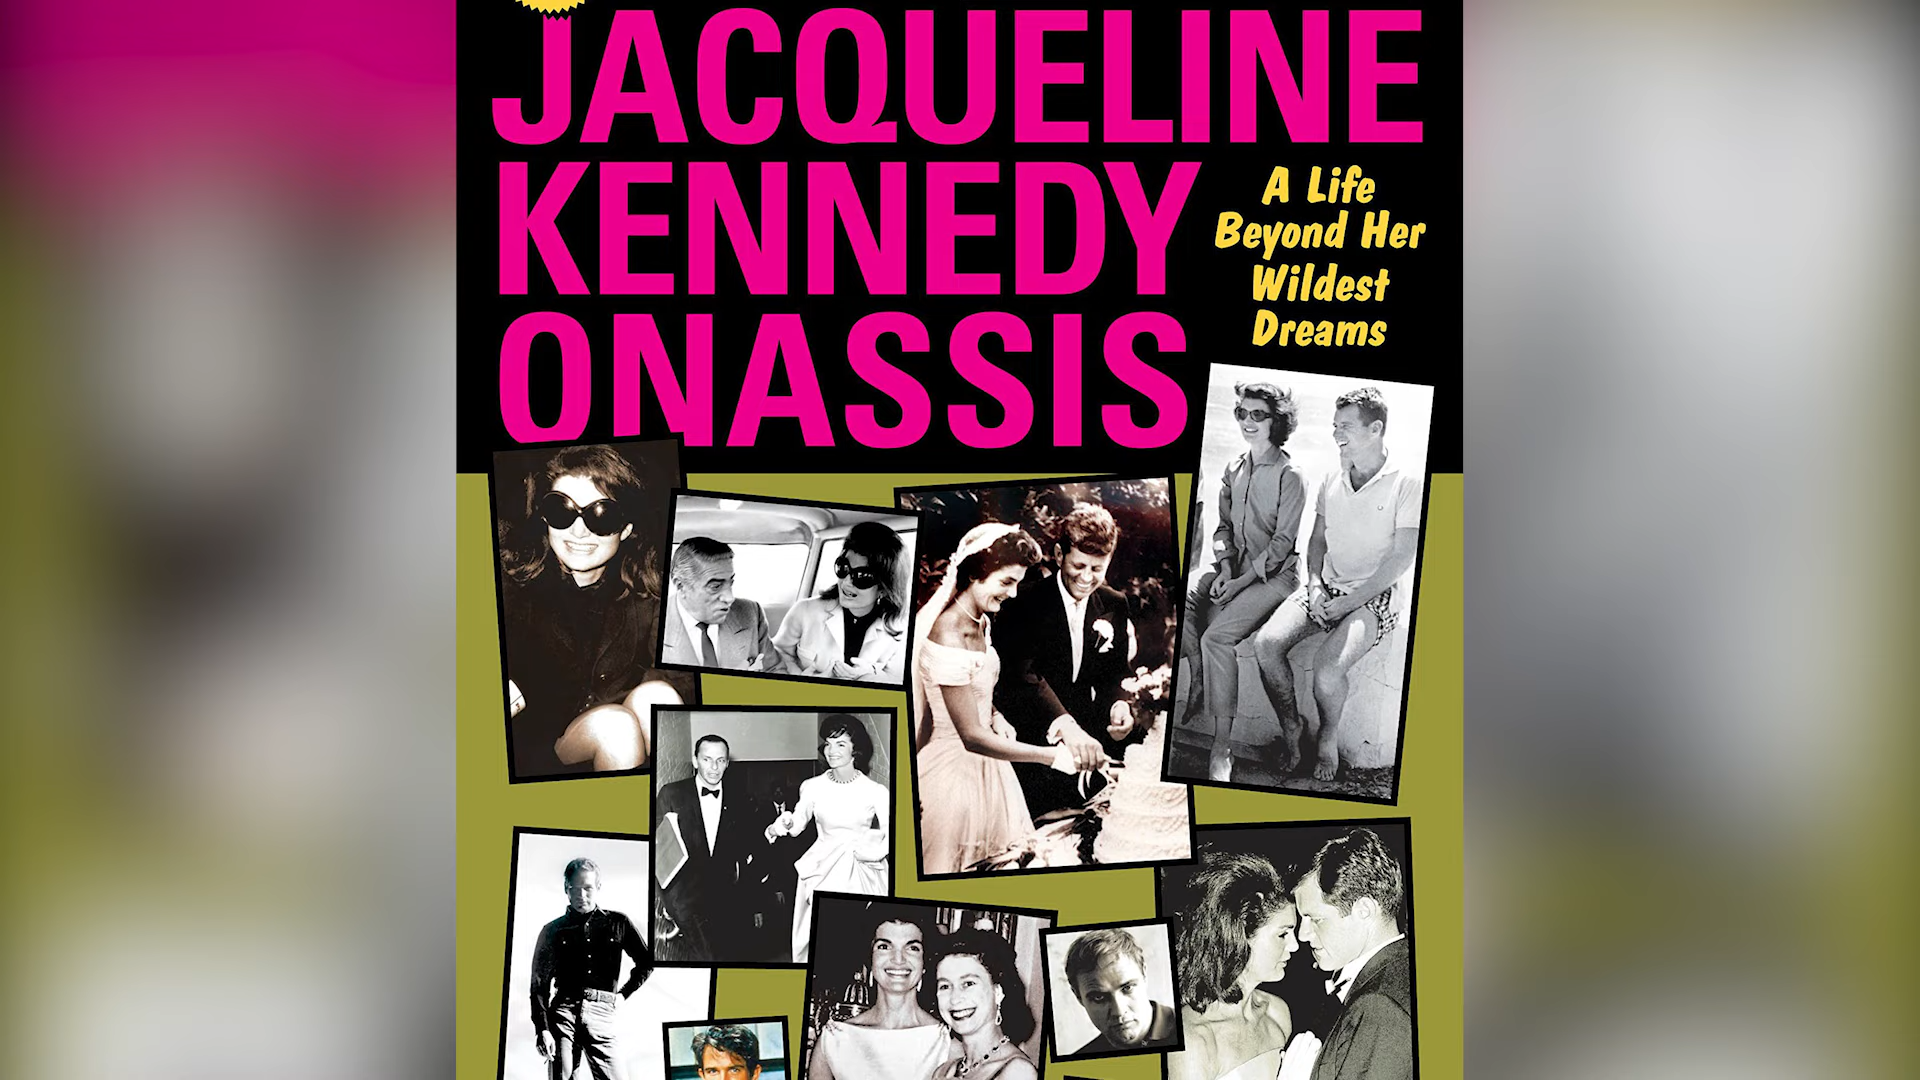 JACQUELINE
KENNEDY
ONASSIS
A Life
Beyond Her
Wildest
Dreams